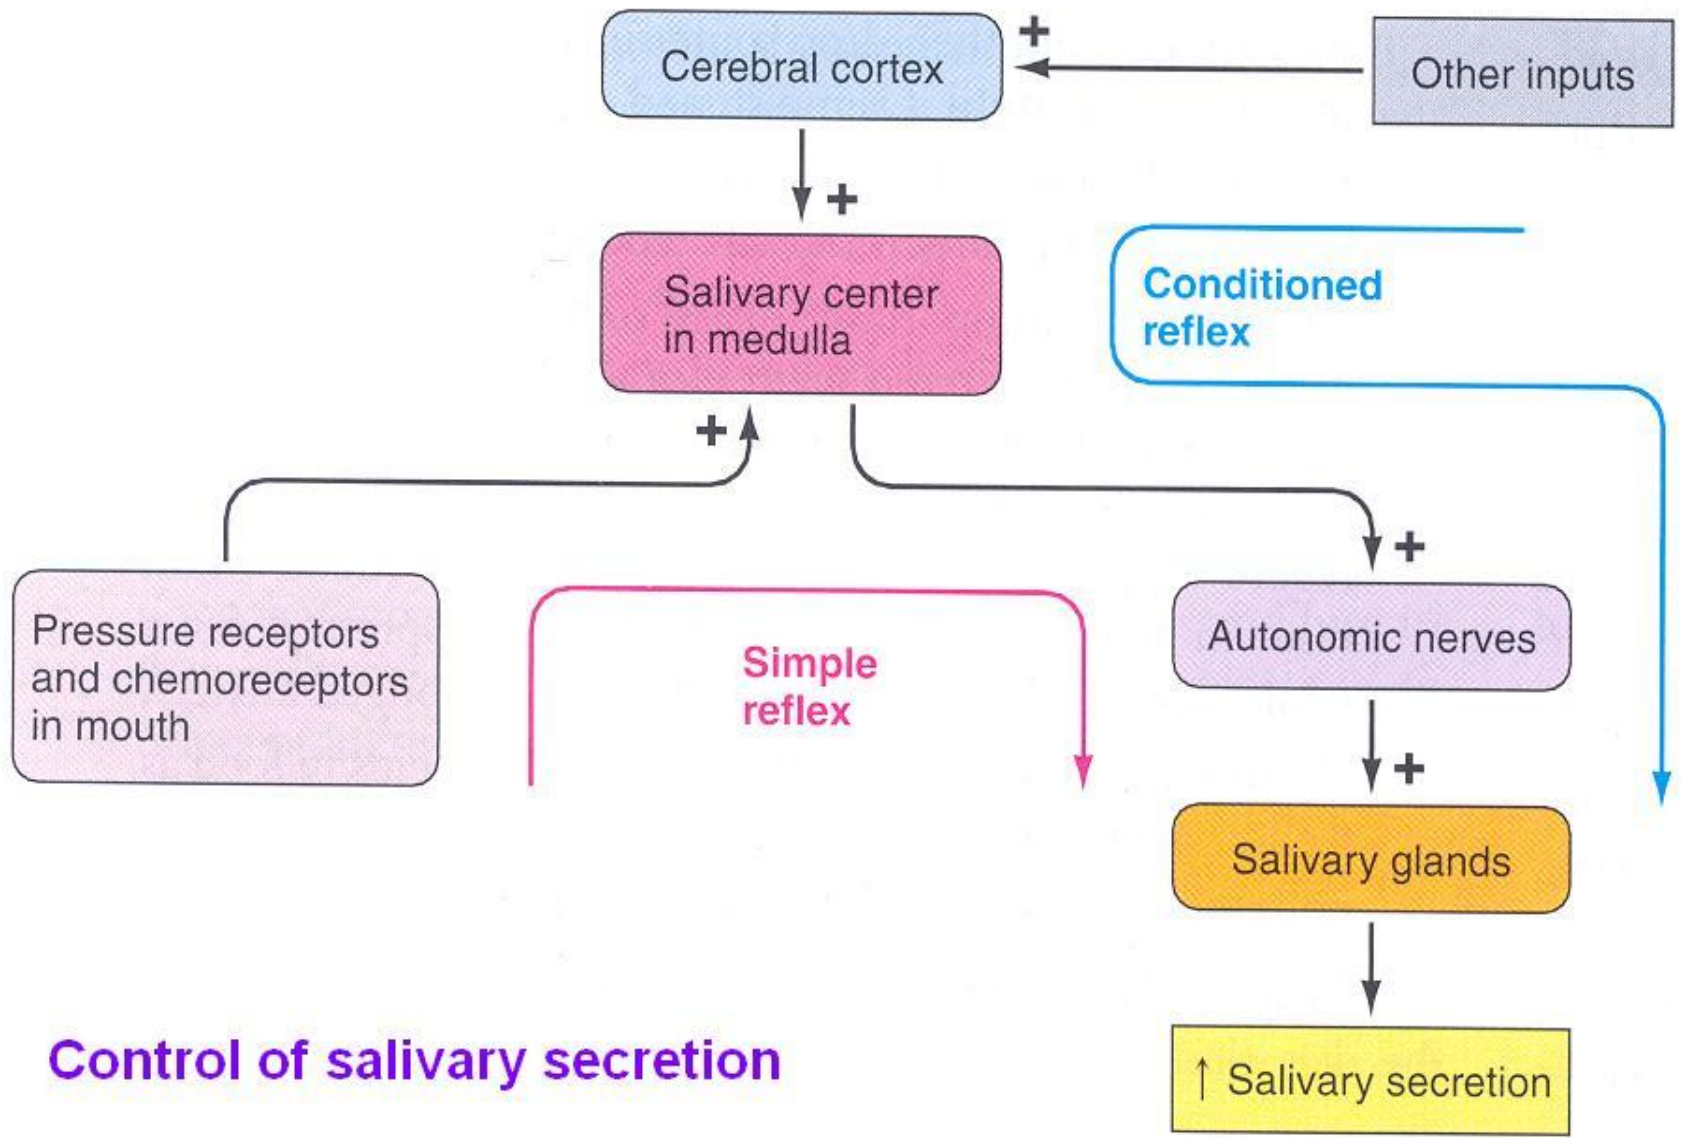 Cerebral cortex
+
Other inputs
+
Salivary center
in medulla
Conditioned
reflex
+
+
Pressure receptors
and chemoreceptors
in mouth
Simple
reflex
Autonomic nerves
+
Salivary glands
Control of salivary secretion
↑ Salivary secretion